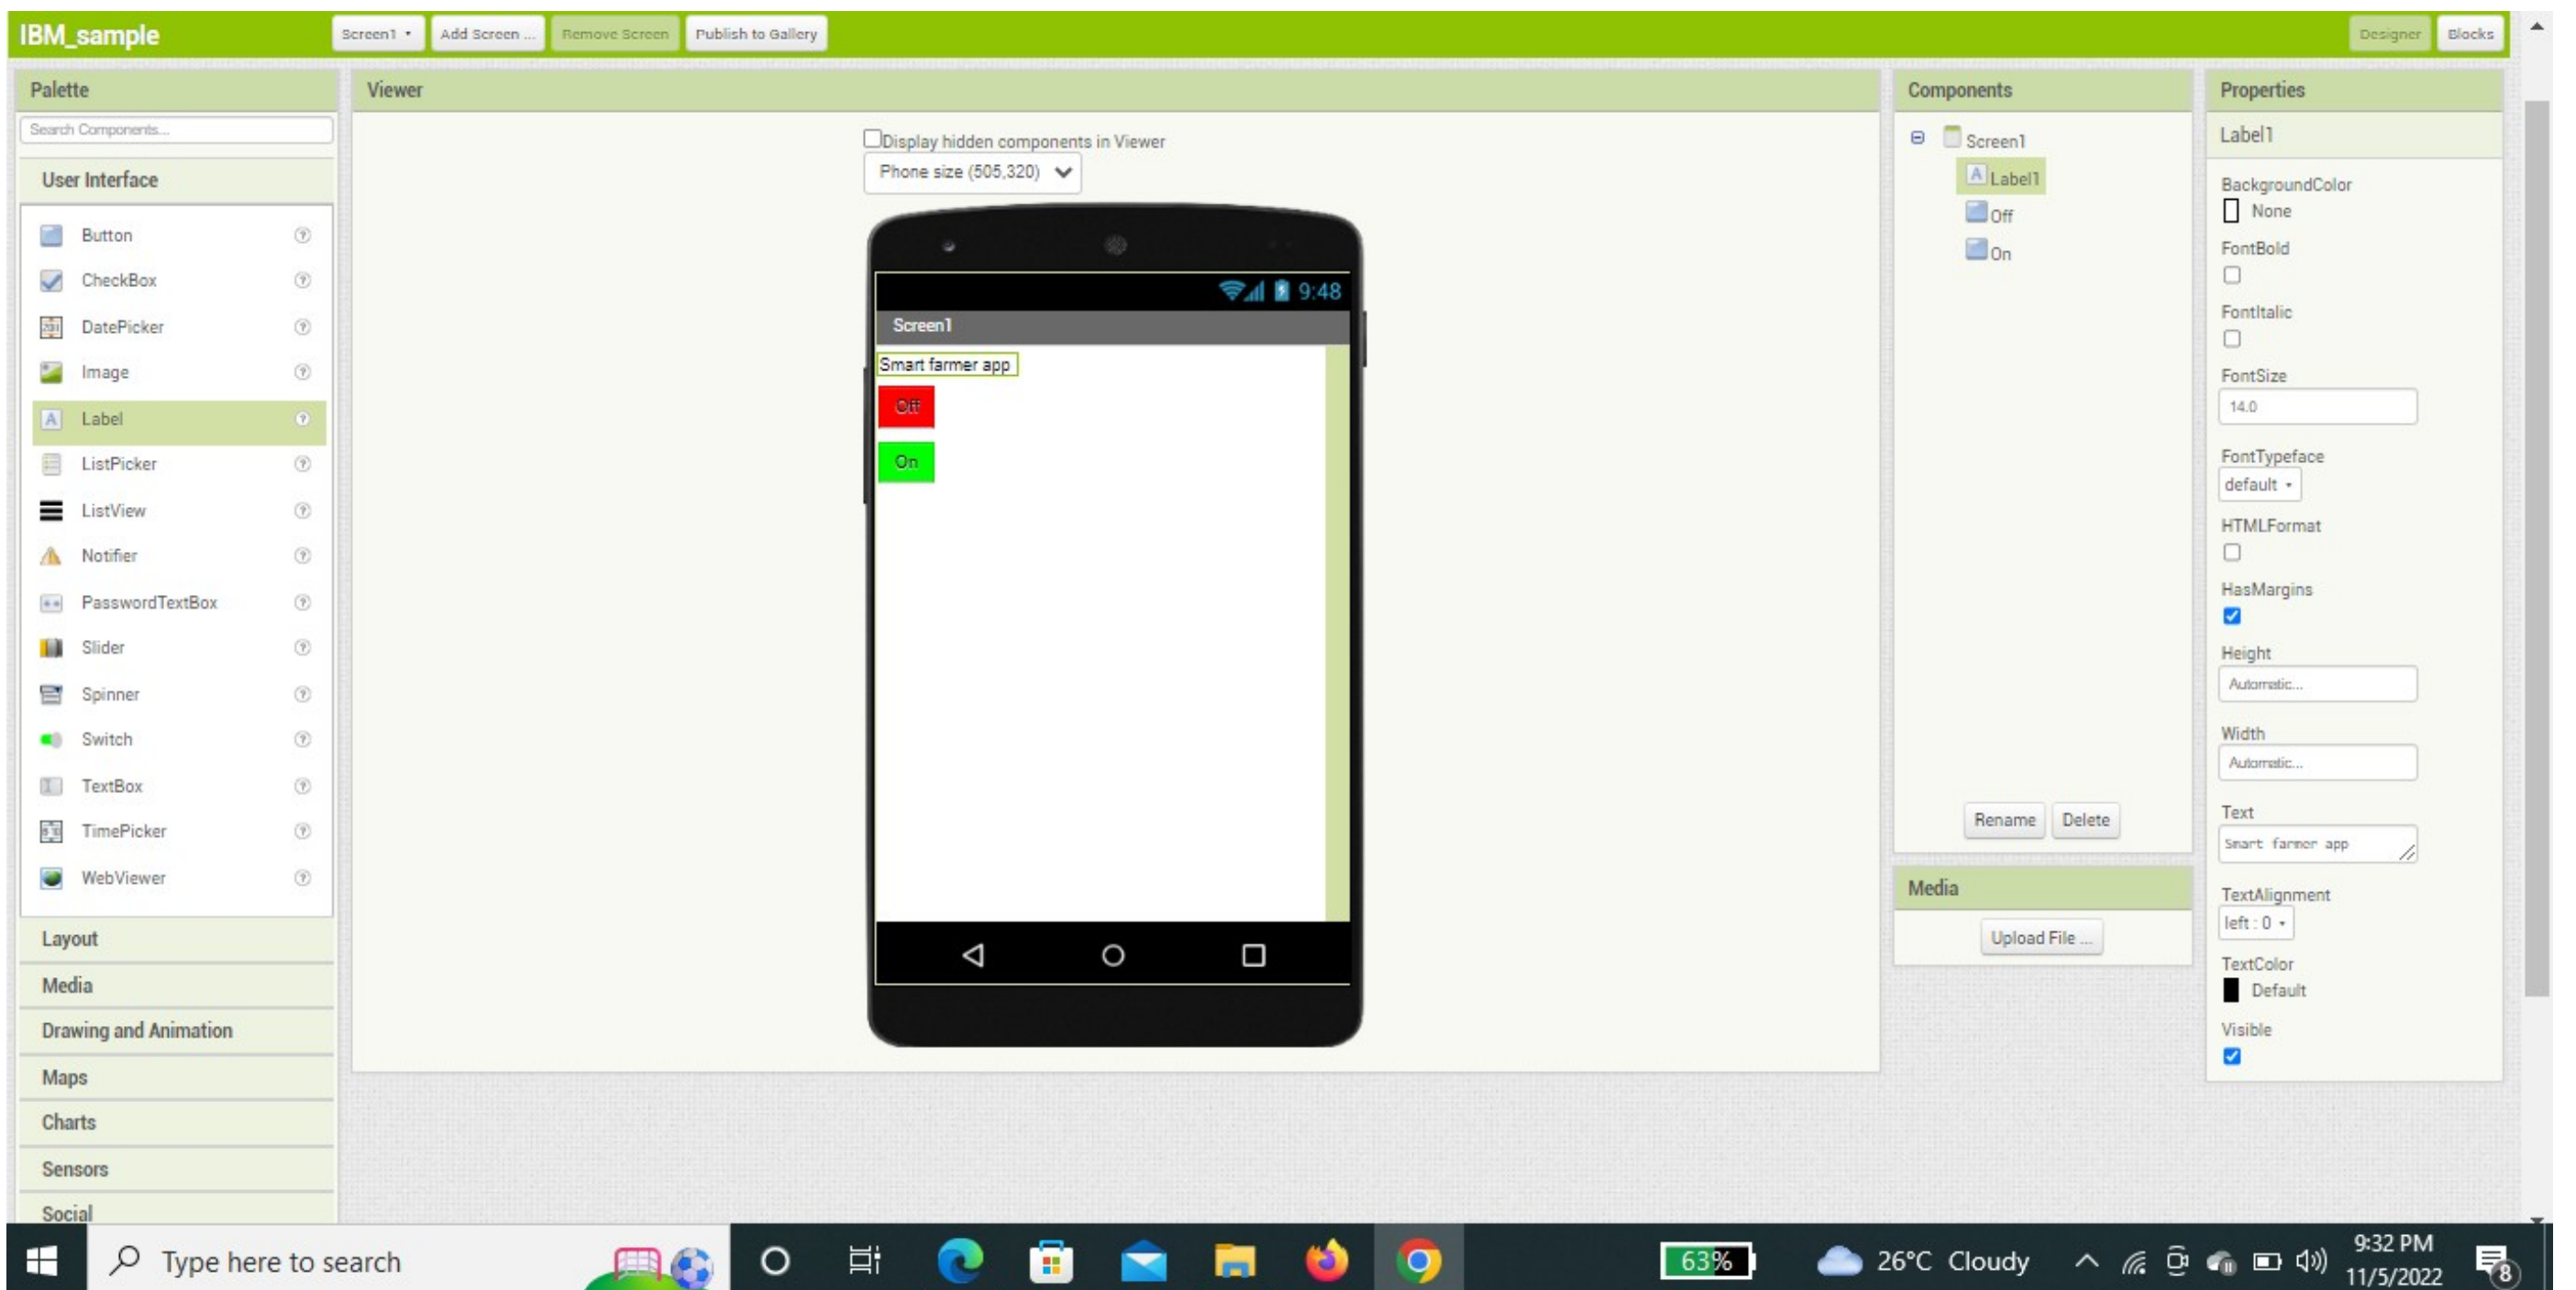 IBM_sample
Screen1 Add Screen ... Remove Screen Publish to Gallery Designer Blocks
Palette
Search Components...
User Interface
Button
CheckBox
DatePicker
Image
Label
ListPicker
ListView
Notifier
PasswordTextBox
Slider
Spinner
Switch
TextBox
TimePicker
WebViewer
Layout
Media
Drawing and Animation
Maps
Charts
Sensors
Social
Viewer
Display hidden components in Viewer
Phone size (505,320)
9:48
Screen1
Smart farmer app
Off
On
Components
Screen1
Label1
Off
On
Rename Delete
Media
Upload File ...
Properties
Label1
BackgroundColor
None
FontBold
FontItalic
FontSize
14.0
FontTypeface
default
HTMLFormat
HasMargins
Height
Automatic...
Width
Automatic...
Text
Smart farmer app
TextAlignment
left : 0
TextColor
Default
Visible
Type here to search
63%
26°C Cloudy
9:32 PM
11/5/2022
8